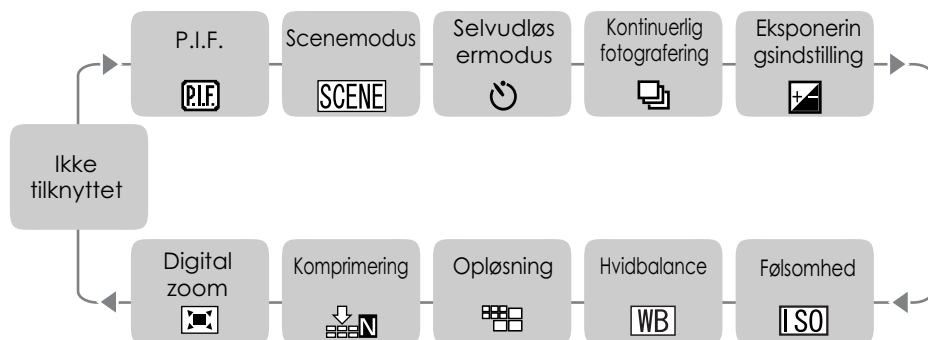 P.I.F.
P.I.F.
Scenemodus
SCENE
Selvudløs
ermodus
Kontinuerlig
fotografering
Eksponerin
gsindstilling
Ikke
tilknyttet
Digital
zoom
Komprimering
N
Opløsning
Hvidbalance
WB
Følsomhed
ISO